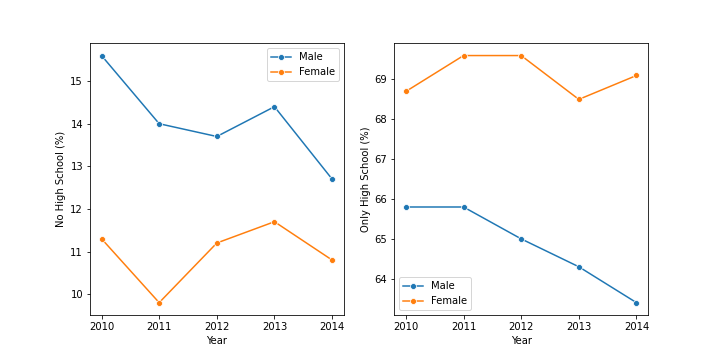 Male
Female
15
14
13
12
11
10
No High School (%)
2010 2011 2012 2013 2014
Year
69
68
67
66
65
64
Only High School (%)
Male
Female
2010 2011 2012 2013 2014
Year